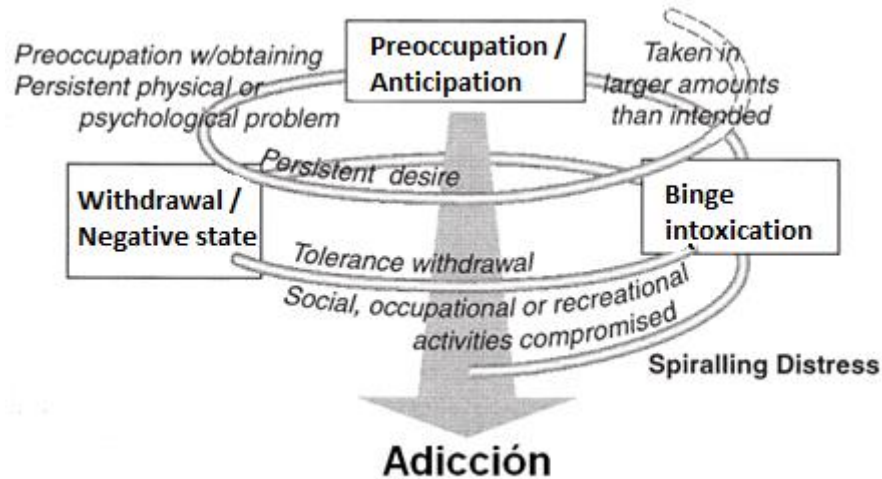 Preoccupation w/obtaining
Persistent physical or
psychological problem
Preoccupation /
Anticipation
Taken in
larger amounts
than intended
Persistent desire
Withdrawal /
Negative state
Binge
intoxication
Tolerance withdrawal
Social, occupational or recreational
activities compromised
Spiralling Distress
Adicción